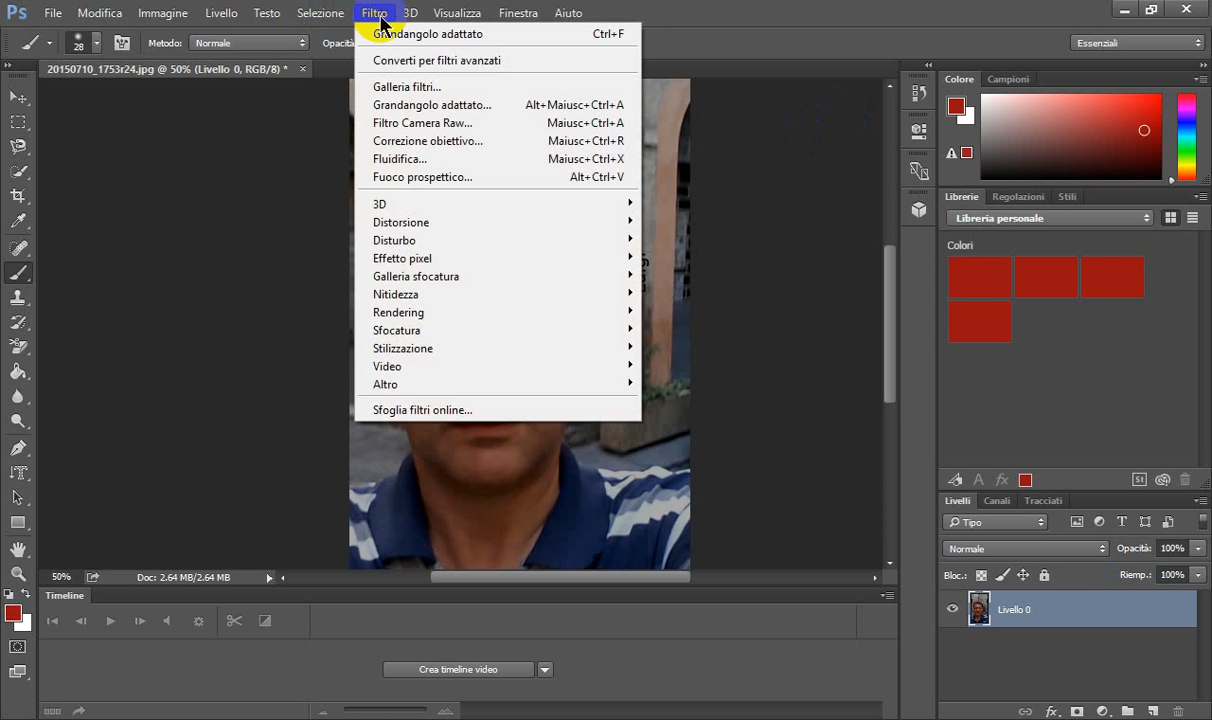 Ps File Modifica Immagine Livello Testo Selezione Filtro 3D Visualizza Finestra Aiuto
28 Metodo: Normale Opacità Essenziali
20150710_1753r24.jpg @ 50% (Livello 0, RGB/8) *
Grandangolo adattato Ctrl+F
Converti per filtri avanzati
Galleria filtri...
Grandangolo adattato... Alt+Maiusc+Ctrl+A
Filtro Camera Raw... Maiusc+Ctrl+A
Correzione obiettivo... Maiusc+Ctrl+R
Fluidifica... Maiusc+Ctrl+X
Fuoco prospettico... Alt+Ctrl+V
3D
Distorsione
Disturbo
Effetto pixel
Galleria sfocatura
Nitidezza
Rendering
Sfocatura
Stilizzazione
Video
Altro
Sfoglia filtri online...
Colore Campioni
Librerie Regolazioni Stili
Libreria personale
Colori
Livelli Canali Tracciati
Tipo
Normale Opacità: 100%
Bloc.: Riemp.: 100%
Livello 0
50% Doc: 2.64 MB/2.64 MB
Timeline
Crea timeline video